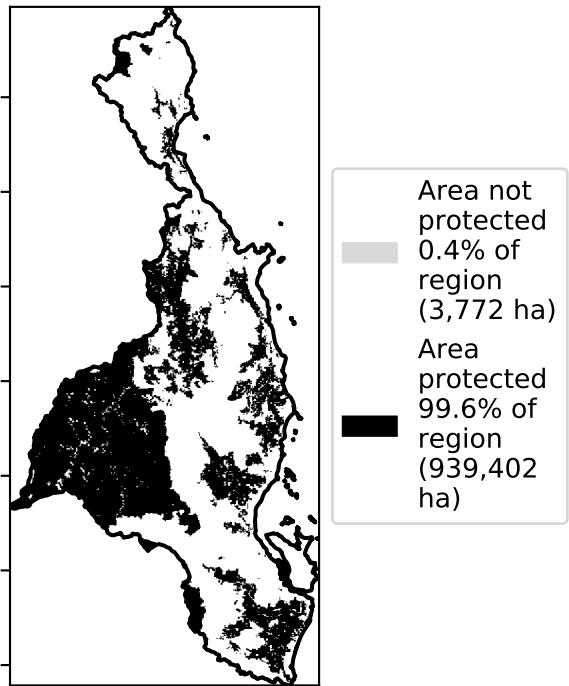 Area not
protected
0.4% of
region
(3,772 ha)
Area
protected
99.6% of
region
(939,402
ha)